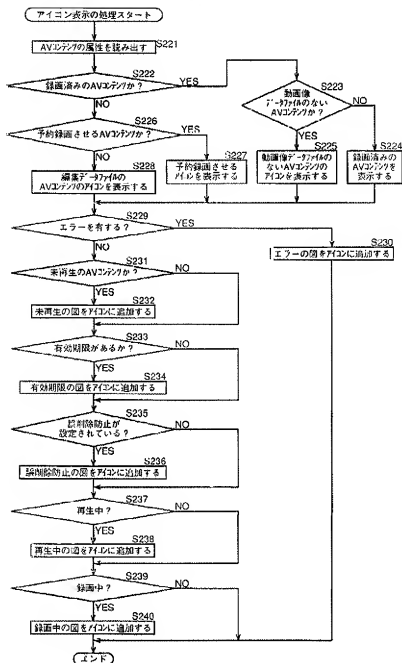 アイコン表示の処理スタート
S221
AVコンテンツの属性を読み出す
S222
録画済みのAVコンテンツか?
YES
NO
S223
動画像
データファイルのない
AVコンテンツか?
NO
YES
S226
予約録画させるAVコンテンツか?
YES
NO
S228
編集データファイルの
AVコンテンツのアイコンを表示する
S227
予約録画させる
アイコンを表示する
S225
動画像データファイルの
ないAVコンテンツの
アイコンを表示する
S224
録画済みの
AVコンテンツを
表示する
S229
エラーを有する?
YES
NO
S230
エラーの図をアイコンに追加する
S231
未再生のAVコンテンツか?
NO
YES
S232
未再生の図をアイコンに追加する
S233
有効期限があるか?
NO
YES
S234
有効期限の図をアイコンに追加する
S235
誤削除防止が
設定されている?
NO
YES
S236
誤削除防止の図をアイコンに追加する
S237
再生中?
NO
YES
S238
再生中の図をアイコンに追加する
S239
録画中?
NO
YES
S240
録画中の図をアイコンに追加する
エンド